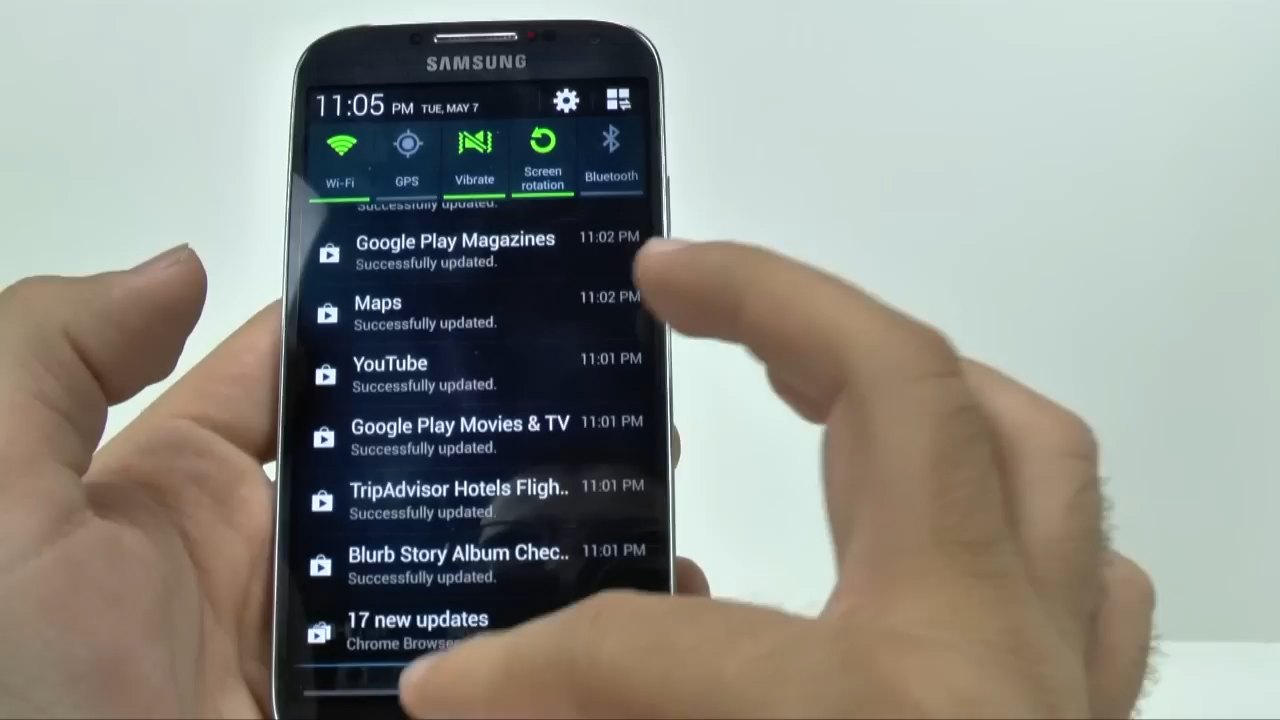 SAMSUNG
11:05 PM TUE, MAY 7
Wi-Fi
GPS
Vibrate
Screen
rotation
Bluetooth
Successfully updated.
Google Play Magazines 11:02 PM
Successfully updated.
Maps 11:02 PM
Successfully updated.
YouTube 11:01 PM
Successfully updated.
Google Play Movies & TV 11:01 PM
Successfully updated.
TripAdvisor Hotels Fligh.. 11:01 PM
Successfully updated.
Blurb Story Album Chec.. 11:01 PM
Successfully updated.
17 new updates
Chrome Browse